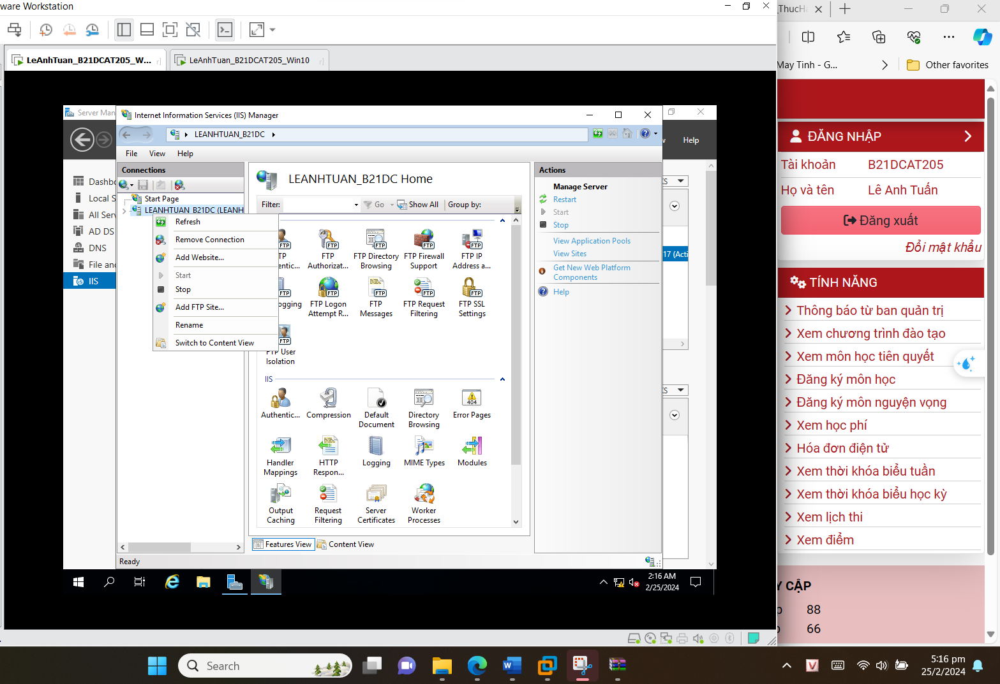 ware Workstation
LeAnhTuan_B21DCAT205_W...
LeAnhTuan_B21DCAT205_Win10
Server Man
Internet Information Services (IIS) Manager
LEANHTUAN_B21DC
Help
File View Help
Connections
Start Page
LEANHTUAN_B21DC (LEANH
Refresh
Remove Connection
Add Website...
Start
Stop
Add FTP Site...
Rename
Switch to Content View
Dashbo
Local S
All Serv
AD DS
DNS
File and
IIS
LEANHTUAN_B21DC Home
Filter:
Go
Show All
Group by:
FTP Authorizat...
FTP Directory Browsing
FTP Firewall Support
FTP IP Address a...
FTP Logon Attempt R...
FTP Messages
FTP Request Filtering
FTP SSL Settings
FTP User Isolation
IIS
Authentic...
Compression
Default Document
Directory Browsing
Error Pages
Handler Mappings
HTTP Respon...
Logging
MIME Types
Modules
Output Caching
Request Filtering
Server Certificates
Worker Processes
Features View
Content View
Ready
Actions
Manage Server
Restart
Start
Stop
View Application Pools
View Sites
Get New Web Platform Components
Help
17 (Acti
2:16 AM
2/25/2024
_ThucHa
May Tinh - G...
Other favorites
ĐĂNG NHẬP
Tài khoản B21DCAT205
Họ và tên Lê Anh Tuấn
Đăng xuất
Đổi mật khẩu
TÍNH NĂNG
Thông báo từ ban quản trị
Xem chương trình đào tạo
Xem môn học tiên quyết
Đăng ký môn học
Đăng ký môn nguyện vọng
Xem học phí
Hóa đơn điện tử
Xem thời khóa biểu tuần
Xem thời khóa biểu học kỳ
Xem lịch thi
Xem điểm
Y CẬP
88
66
Search
5:16 pm
25/2/2024